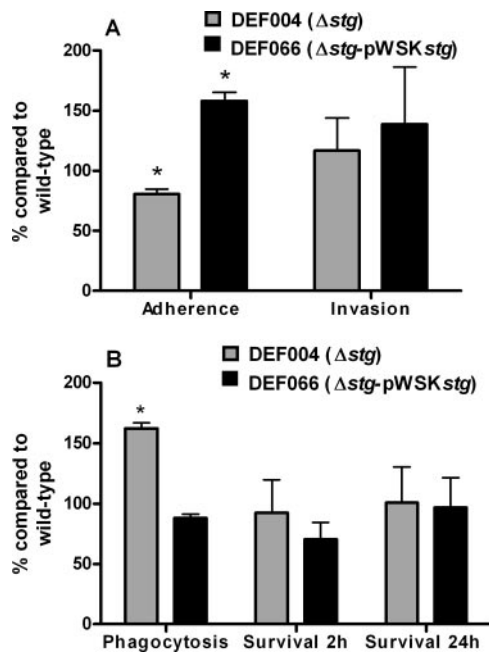 A
DEF004 (Δstg)
DEF066 (Δstg-pWSKstg)
% compared to
wild-type
200
150
100
50
0
*
*
Adherence
Invasion
B
DEF004 (Δstg)
DEF066 (Δstg-pWSKstg)
% compared to
wild-type
200
150
100
50
0
*
Phagocytosis
Survival 2h
Survival 24h